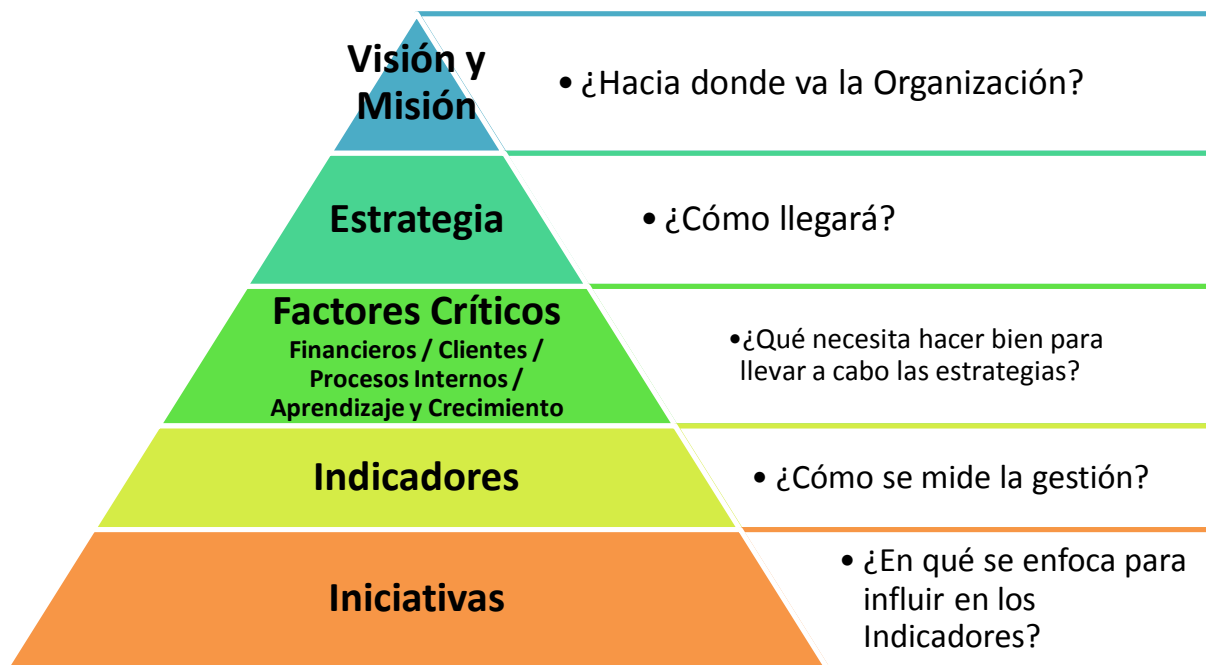 Visión y
Misión
• ¿Hacia donde va la Organización?
Estrategia
• ¿Cómo llegará?
Factores Críticos
Financieros / Clientes /
Procesos Internos /
Aprendizaje y Crecimiento
•¿Qué necesita hacer bien para
llevar a cabo las estrategias?
Indicadores
• ¿Cómo se mide la gestión?
Iniciativas
• ¿En qué se enfoca para
influir en los
Indicadores?